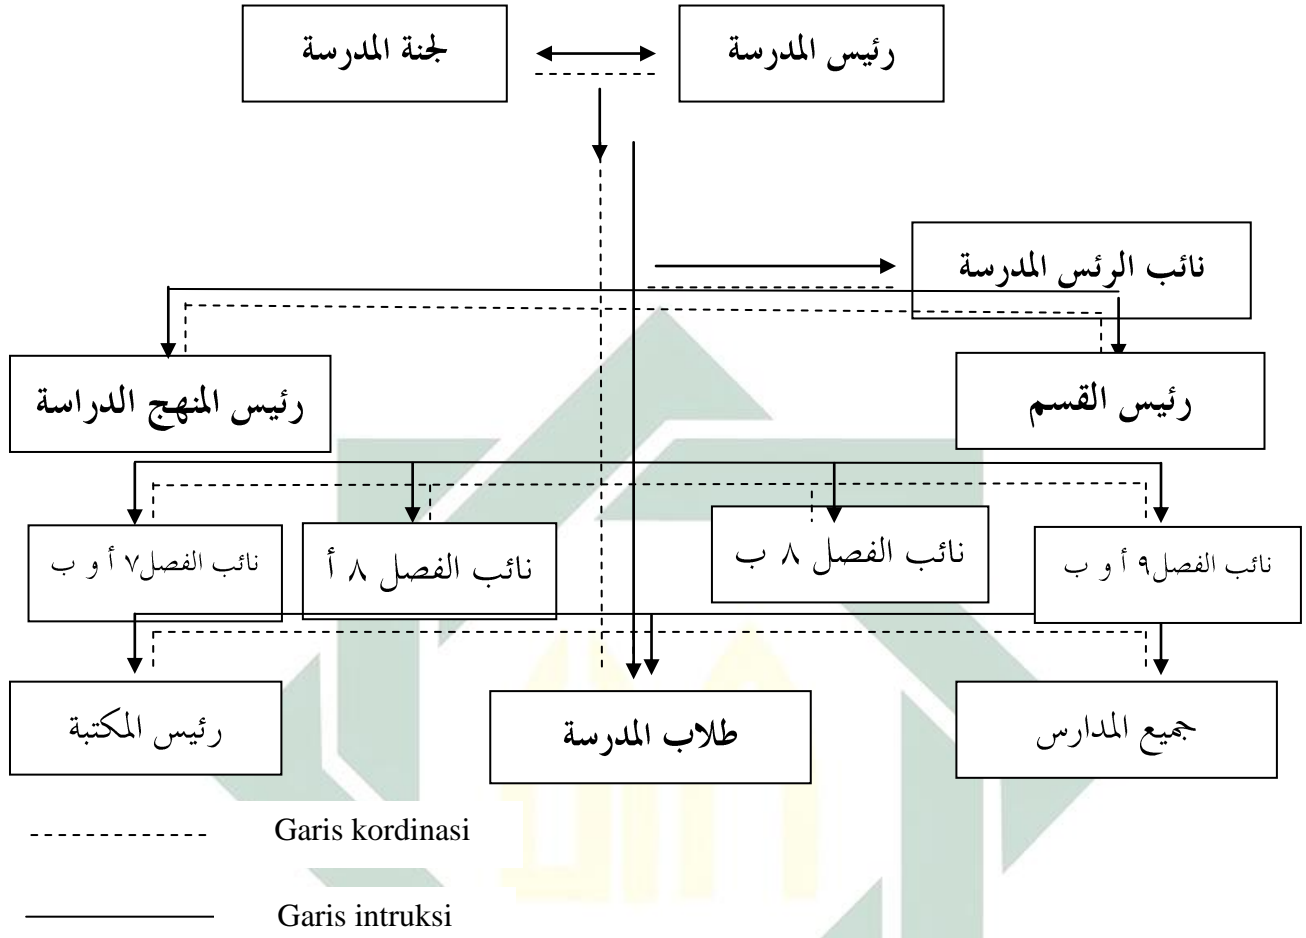 رئيس المدرسة
لجنة المدرسة
نائب الرئس المدرسة
رئيس القسم
رئيس المنهج الدراسة
نائب الفصل٩ أ و ب
نائب الفصل ٨ ب
نائب الفصل ٨ أ
نائب الفصل٧ أ و ب
جميع المدارس
طلاب المدرسة
رئيس المكتبة
Garis kordinasi
Garis intruksi